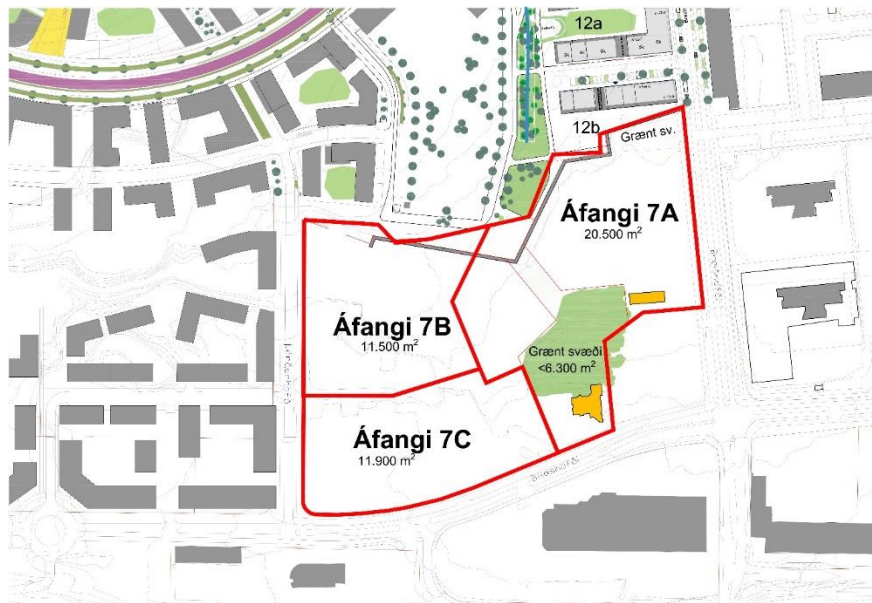 12a
12b
Grænt sv.
Áfangi 7A
20.500 m²
Áfangi 7B
11.500 m²
Grænt svæði
<6.300 m²
Áfangi 7C
11.900 m²